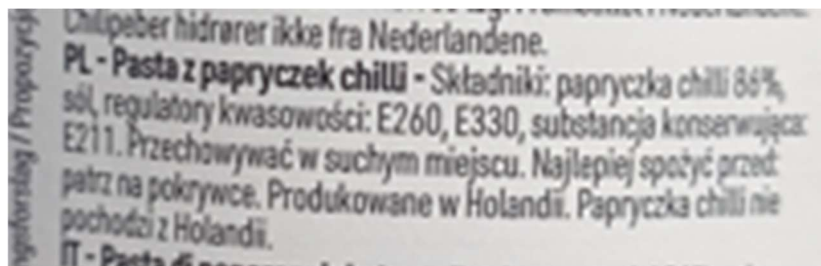 Chilipeber hidrører ikke fra Nederlandene.
PL - Pasta z papryczek chilli - Składniki: papryczka chilli 86%,
sól, regulatory kwasowości: E260, E330, substancja konserwująca:
E211. Przechowywać w suchym miejscu. Najlepiej spożyć przed:
patrz na pokrywce. Produkowane w Holandii. Papryczka chilli nie
pochodzi z Holandii.
IT - Pasta di
ngsforslag / Propozycj